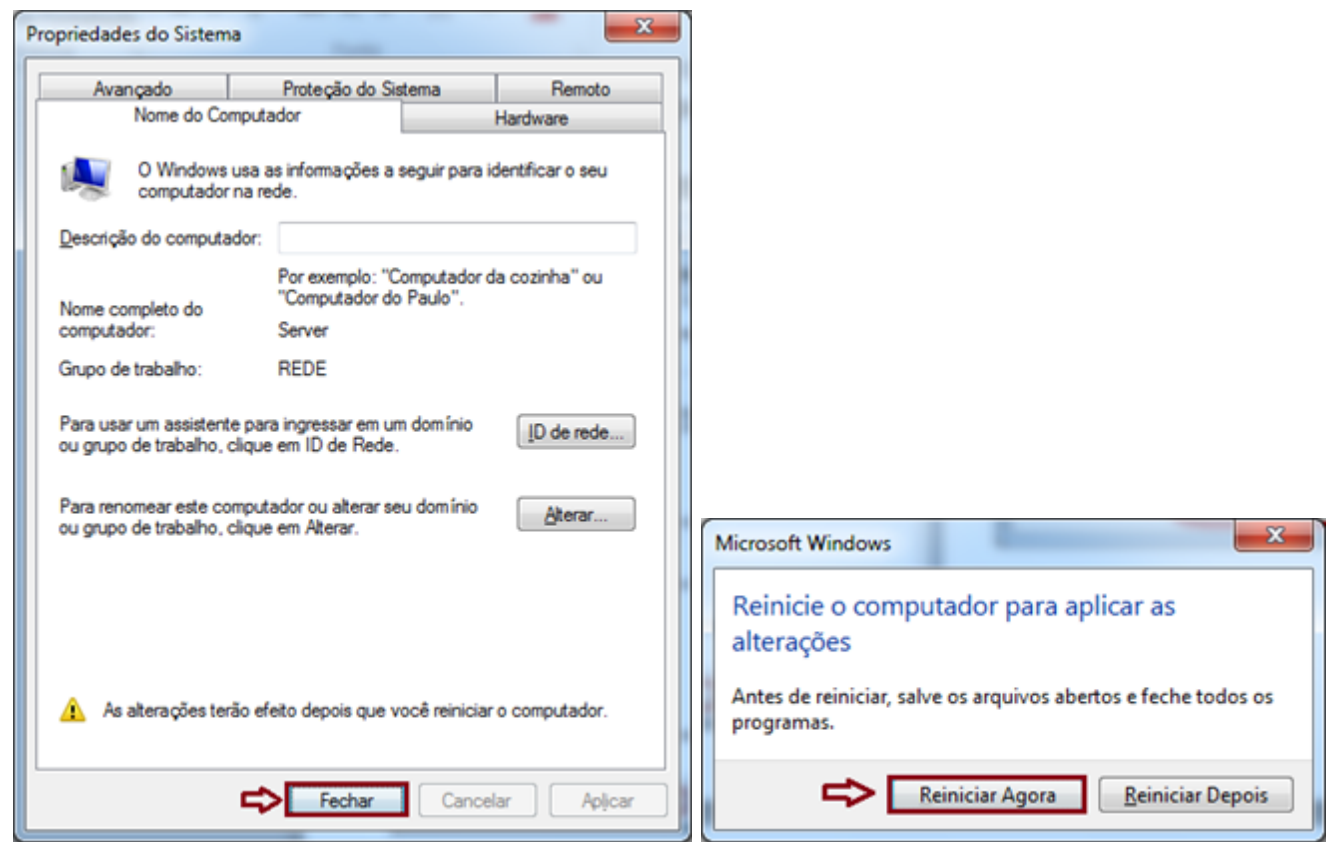 Propriedades do Sistema
Avançado
Proteção do Sistema
Remoto
Nome do Computador
Hardware
O Windows usa as informações a seguir para identificar o seu
computador na rede.
Descrição do computador:
Por exemplo: "Computador da cozinha" ou
"Computador do Paulo".
Nome completo do
computador:
Server
Grupo de trabalho:
REDE
Para usar um assistente para ingressar em um domínio
ou grupo de trabalho, clique em ID de Rede.
ID de rede...
Para renomear este computador ou alterar seu domínio
ou grupo de trabalho, clique em Alterar.
Alterar...
As alterações terão efeito depois que você reiniciar o computador.
Fechar
Cancelar
Aplicar
Microsoft Windows
Reinicie o computador para aplicar as
alterações
Antes de reiniciar, salve os arquivos abertos e feche todos os
programas.
Reiniciar Agora
Reiniciar Depois